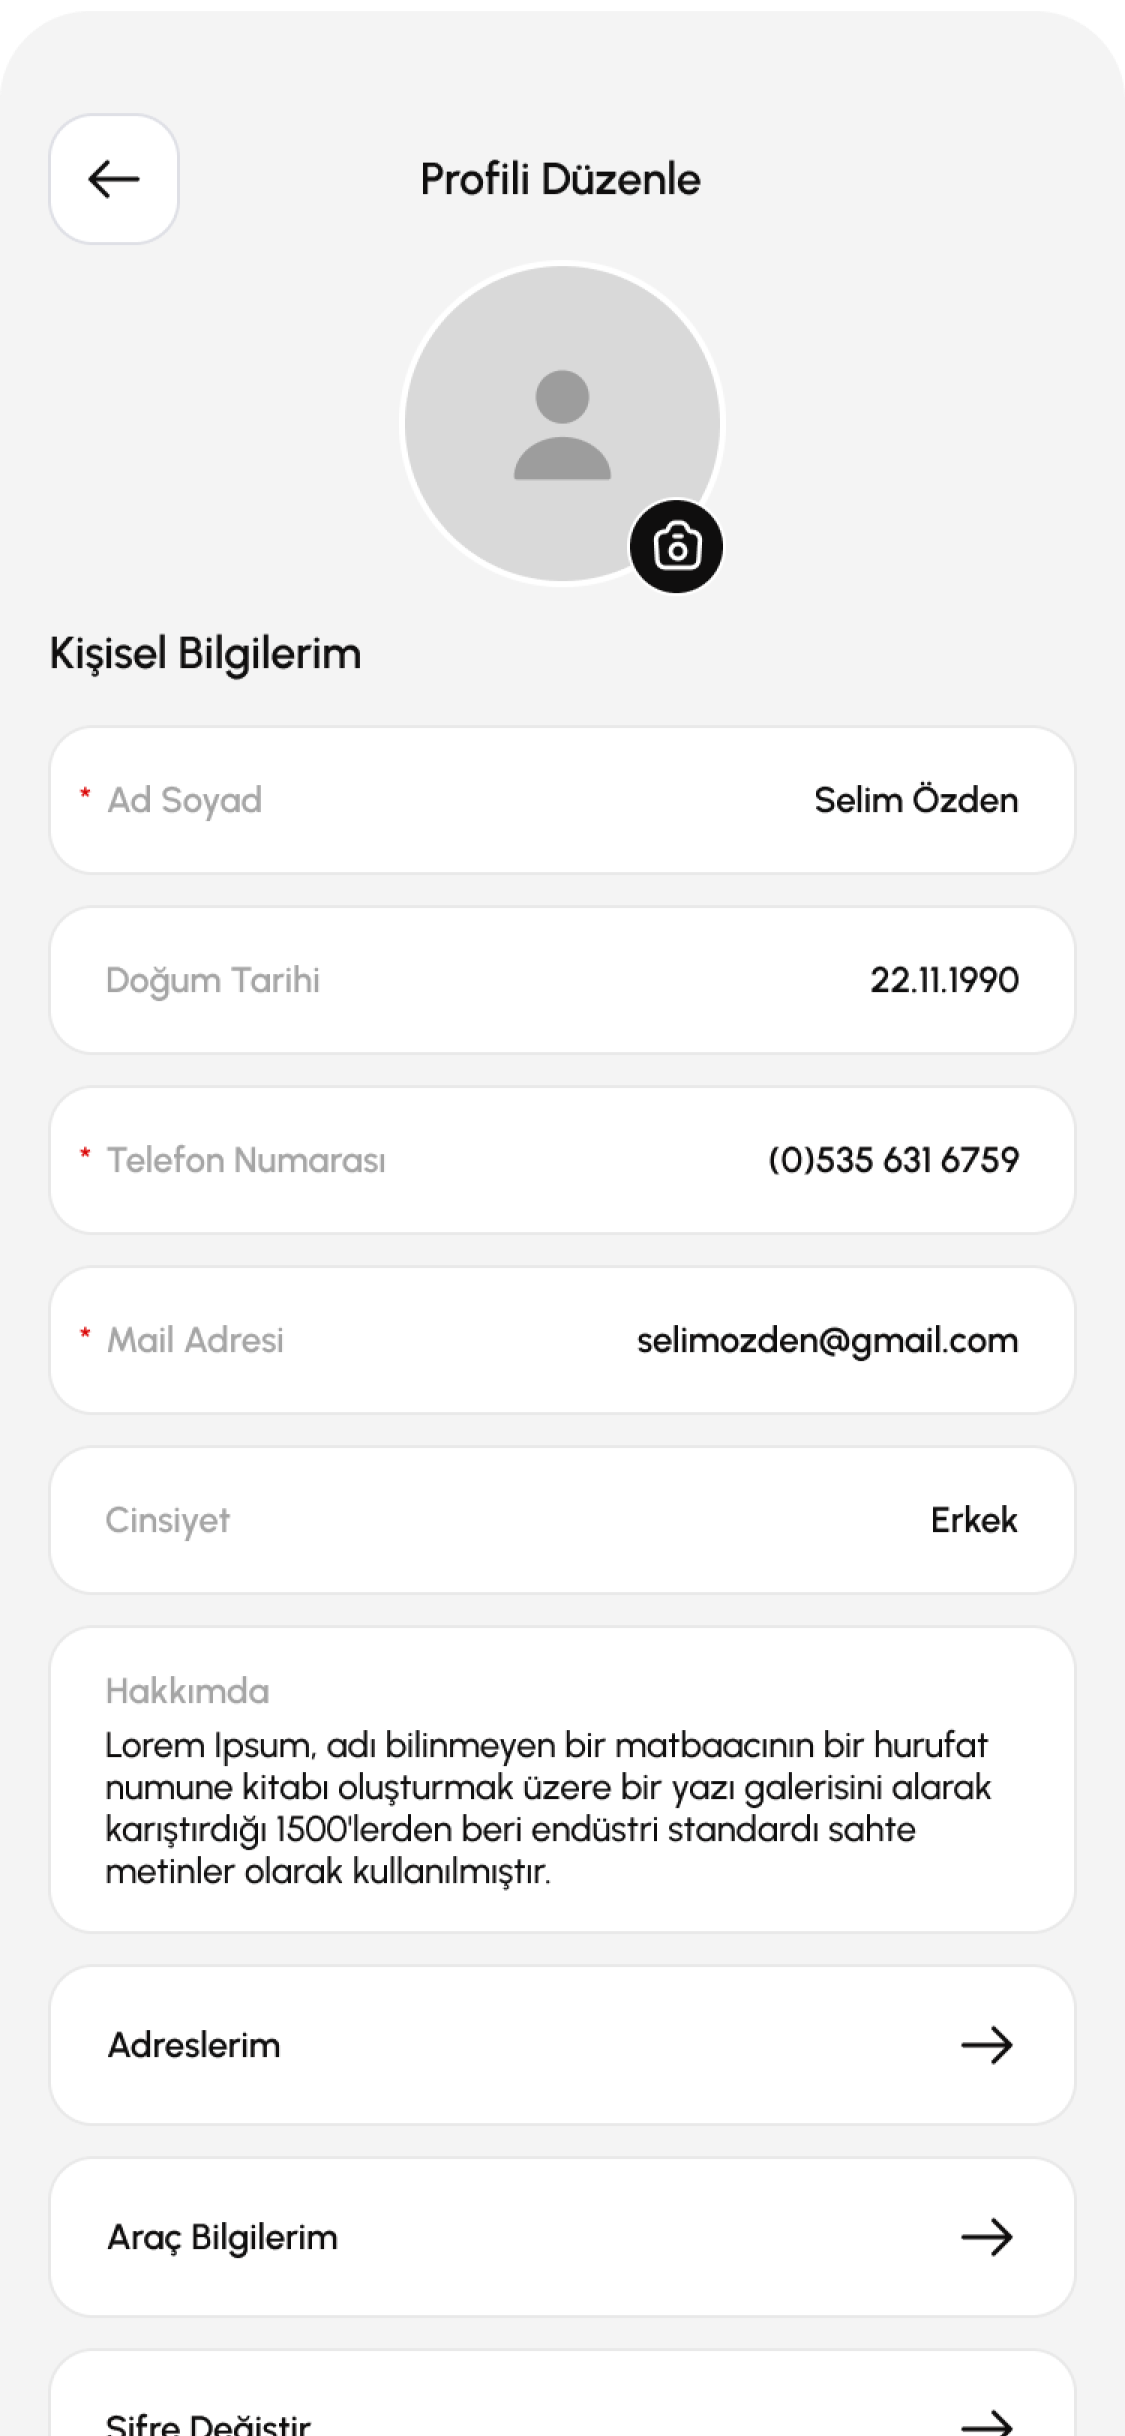 Profili Düzenle
Kişisel Bilgilerim
* Ad Soyad Selim Özden
Doğum Tarihi 22.11.1990
* Telefon Numarası (0)535 631 6759
* Mail Adresi selimozden@gmail.com
Cinsiyet Erkek
Hakkımda
Lorem Ipsum, adı bilinmeyen bir matbaacının bir hurufat
numune kitabı oluşturmak üzere bir yazı galerisini alarak
karıştırdığı 1500'lerden beri endüstri standardı sahte
metinler olarak kullanılmıştır.
Adreslerim
Araç Bilgilerim
Şifre Değiştir